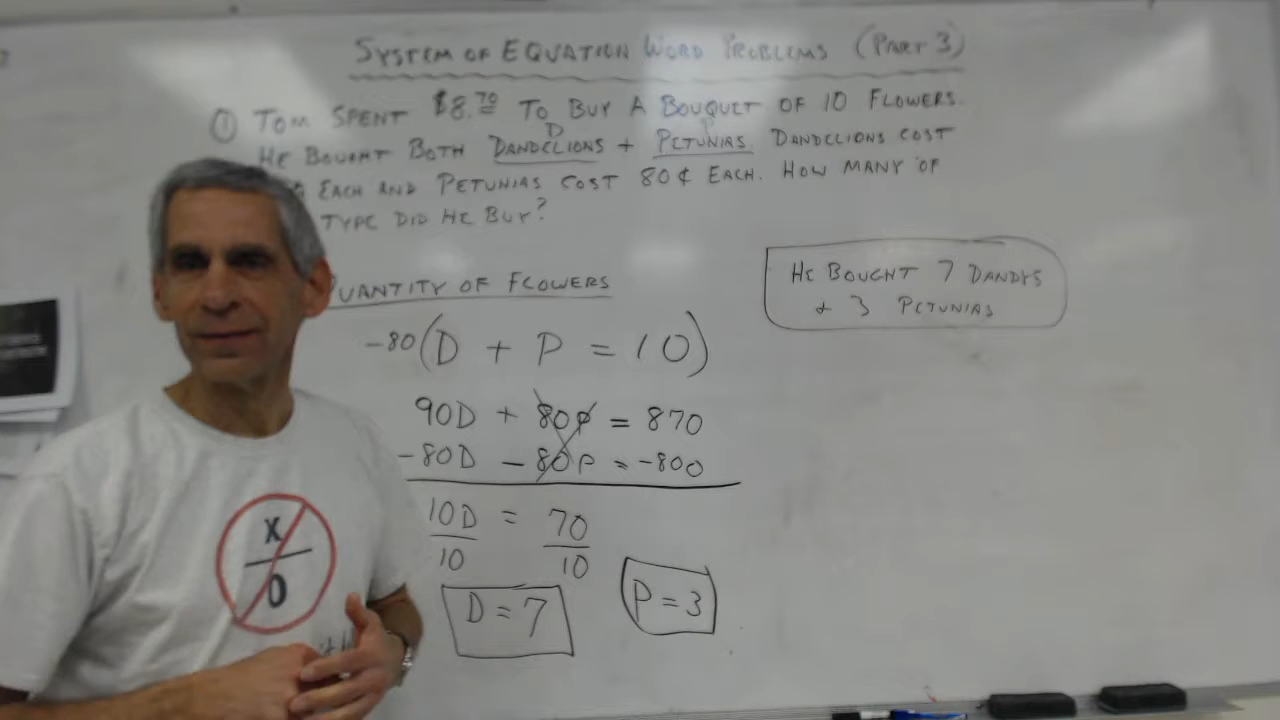 SYSTEM OF EQUATION WORD PROBLEMS (PART 3)
① TOM SPENT $8.70 TO BUY A BOUQUET OF 10 FLOWERS.
D P
HE BOUGHT BOTH DANDELIONS + PETUNIAS. DANDELIONS COST
EACH AND PETUNIAS COST 80¢ EACH. HOW MANY OF
TYPE DID HE BUY?
UANTITY OF FLOWERS
HE BOUGHT 7 DANDYS
+ 3 PETUNIAS
-80(D + P = 10)
90D + 80P = 870
-80D - 80P = -800
10D = 70
10 10
D = 7 P = 3
X
0